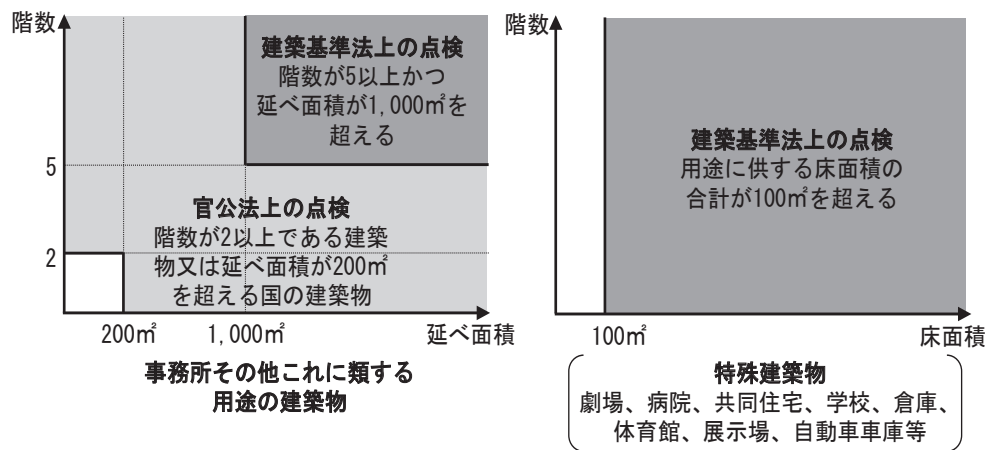 階数
建築基準法上の点検
階数が5以上かつ
延べ面積が1,000㎡を
超える
5
官公法上の点検
階数が2以上である建築
物又は延べ面積が200㎡
を超える国の建築物
2
200㎡
1,000㎡
延べ面積
事務所その他これに類する
用途の建築物
階数
建築基準法上の点検
用途に供する床面積の
合計が100㎡を超える
100㎡
床面積
特殊建築物
劇場、病院、共同住宅、学校、倉庫、
体育館、展示場、自動車車庫等